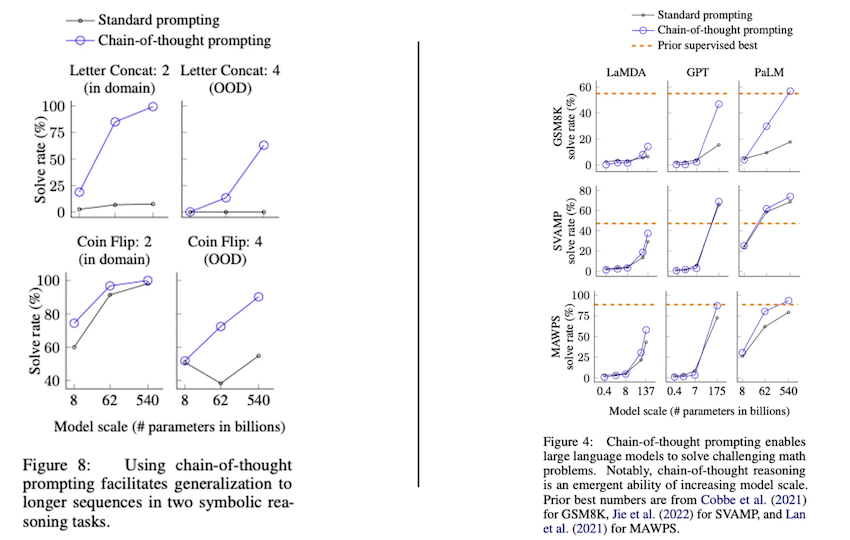 Standard prompting
Chain-of-thought prompting
Letter Concat: 2
(in domain)
Letter Concat: 4
(OOD)
100
75
50
25
0
Solve rate (%)
Coin Flip: 2
(in domain)
Coin Flip: 4
(OOD)
100
80
60
40
Solve rate (%)
8 62 540 8 62 540
Model scale (# parameters in billions)
Figure 8: Using chain-of-thought
prompting facilitates generalization to
longer sequences in two symbolic rea-
soning tasks.
Standard prompting
Chain-of-thought prompting
Prior supervised best
LaMDA GPT PaLM
GSM8K
solve rate (%)
60
40
20
0
SVAMP
solve rate (%)
80
60
40
20
0
MAWPS
solve rate (%)
100
75
50
25
0
0.4 8 137 0.4 7 175 8 62 540
Model scale (# parameters in billions)
Figure 4: Chain-of-thought prompting enables
large language models to solve challenging math
problems. Notably, chain-of-thought reasoning
is an emergent ability of increasing model scale.
Prior best numbers are from Cobbe et al. (2021)
for GSM8K, Jie et al. (2022) for SVAMP, and Lan
et al. (2021) for MAWPS.